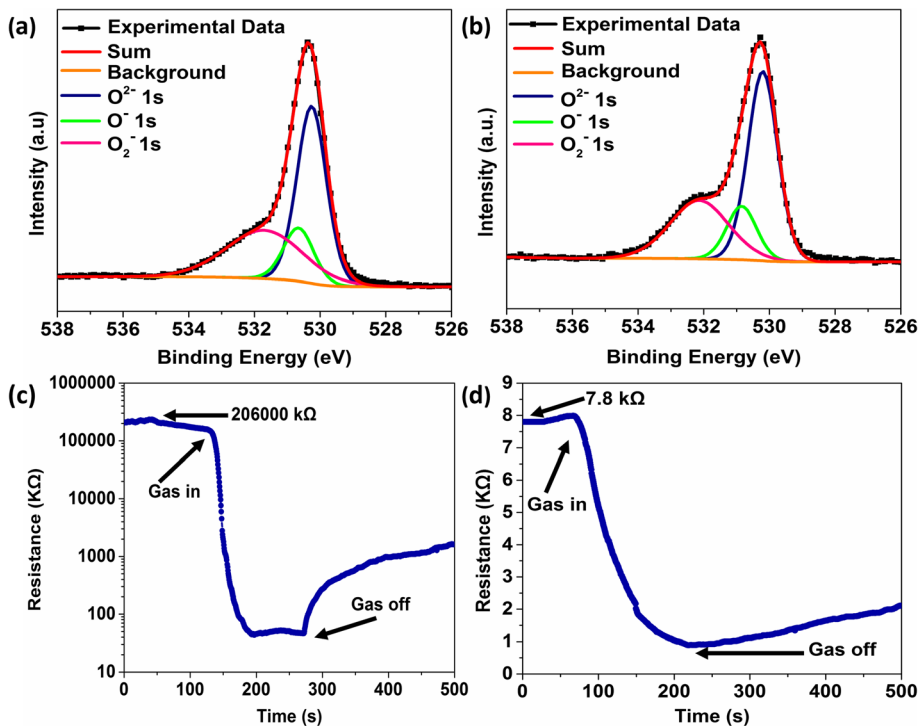 (a)
Experimental Data
Sum
Background
O²⁻ 1s
O⁻ 1s
O₂⁻ 1s
Intensity (a.u)
538 536 534 532 530 528 526
Binding Energy (eV)
(b)
Experimental Data
Sum
Background
O²⁻ 1s
O⁻ 1s
O₂⁻ 1s
Intensity (a.u.)
538 536 534 532 530 528 526
Binding Energy (eV)
(c)
1000000
100000
10000
1000
100
10
Resistance (KΩ)
206000 kΩ
Gas in
Gas off
0 100 200 300 400 500
Time (s)
(d)
9
8
7
6
5
4
3
2
1
0
Resistance (KΩ)
7.8 kΩ
Gas in
Gas off
0 100 200 300 400 500
Time (s)